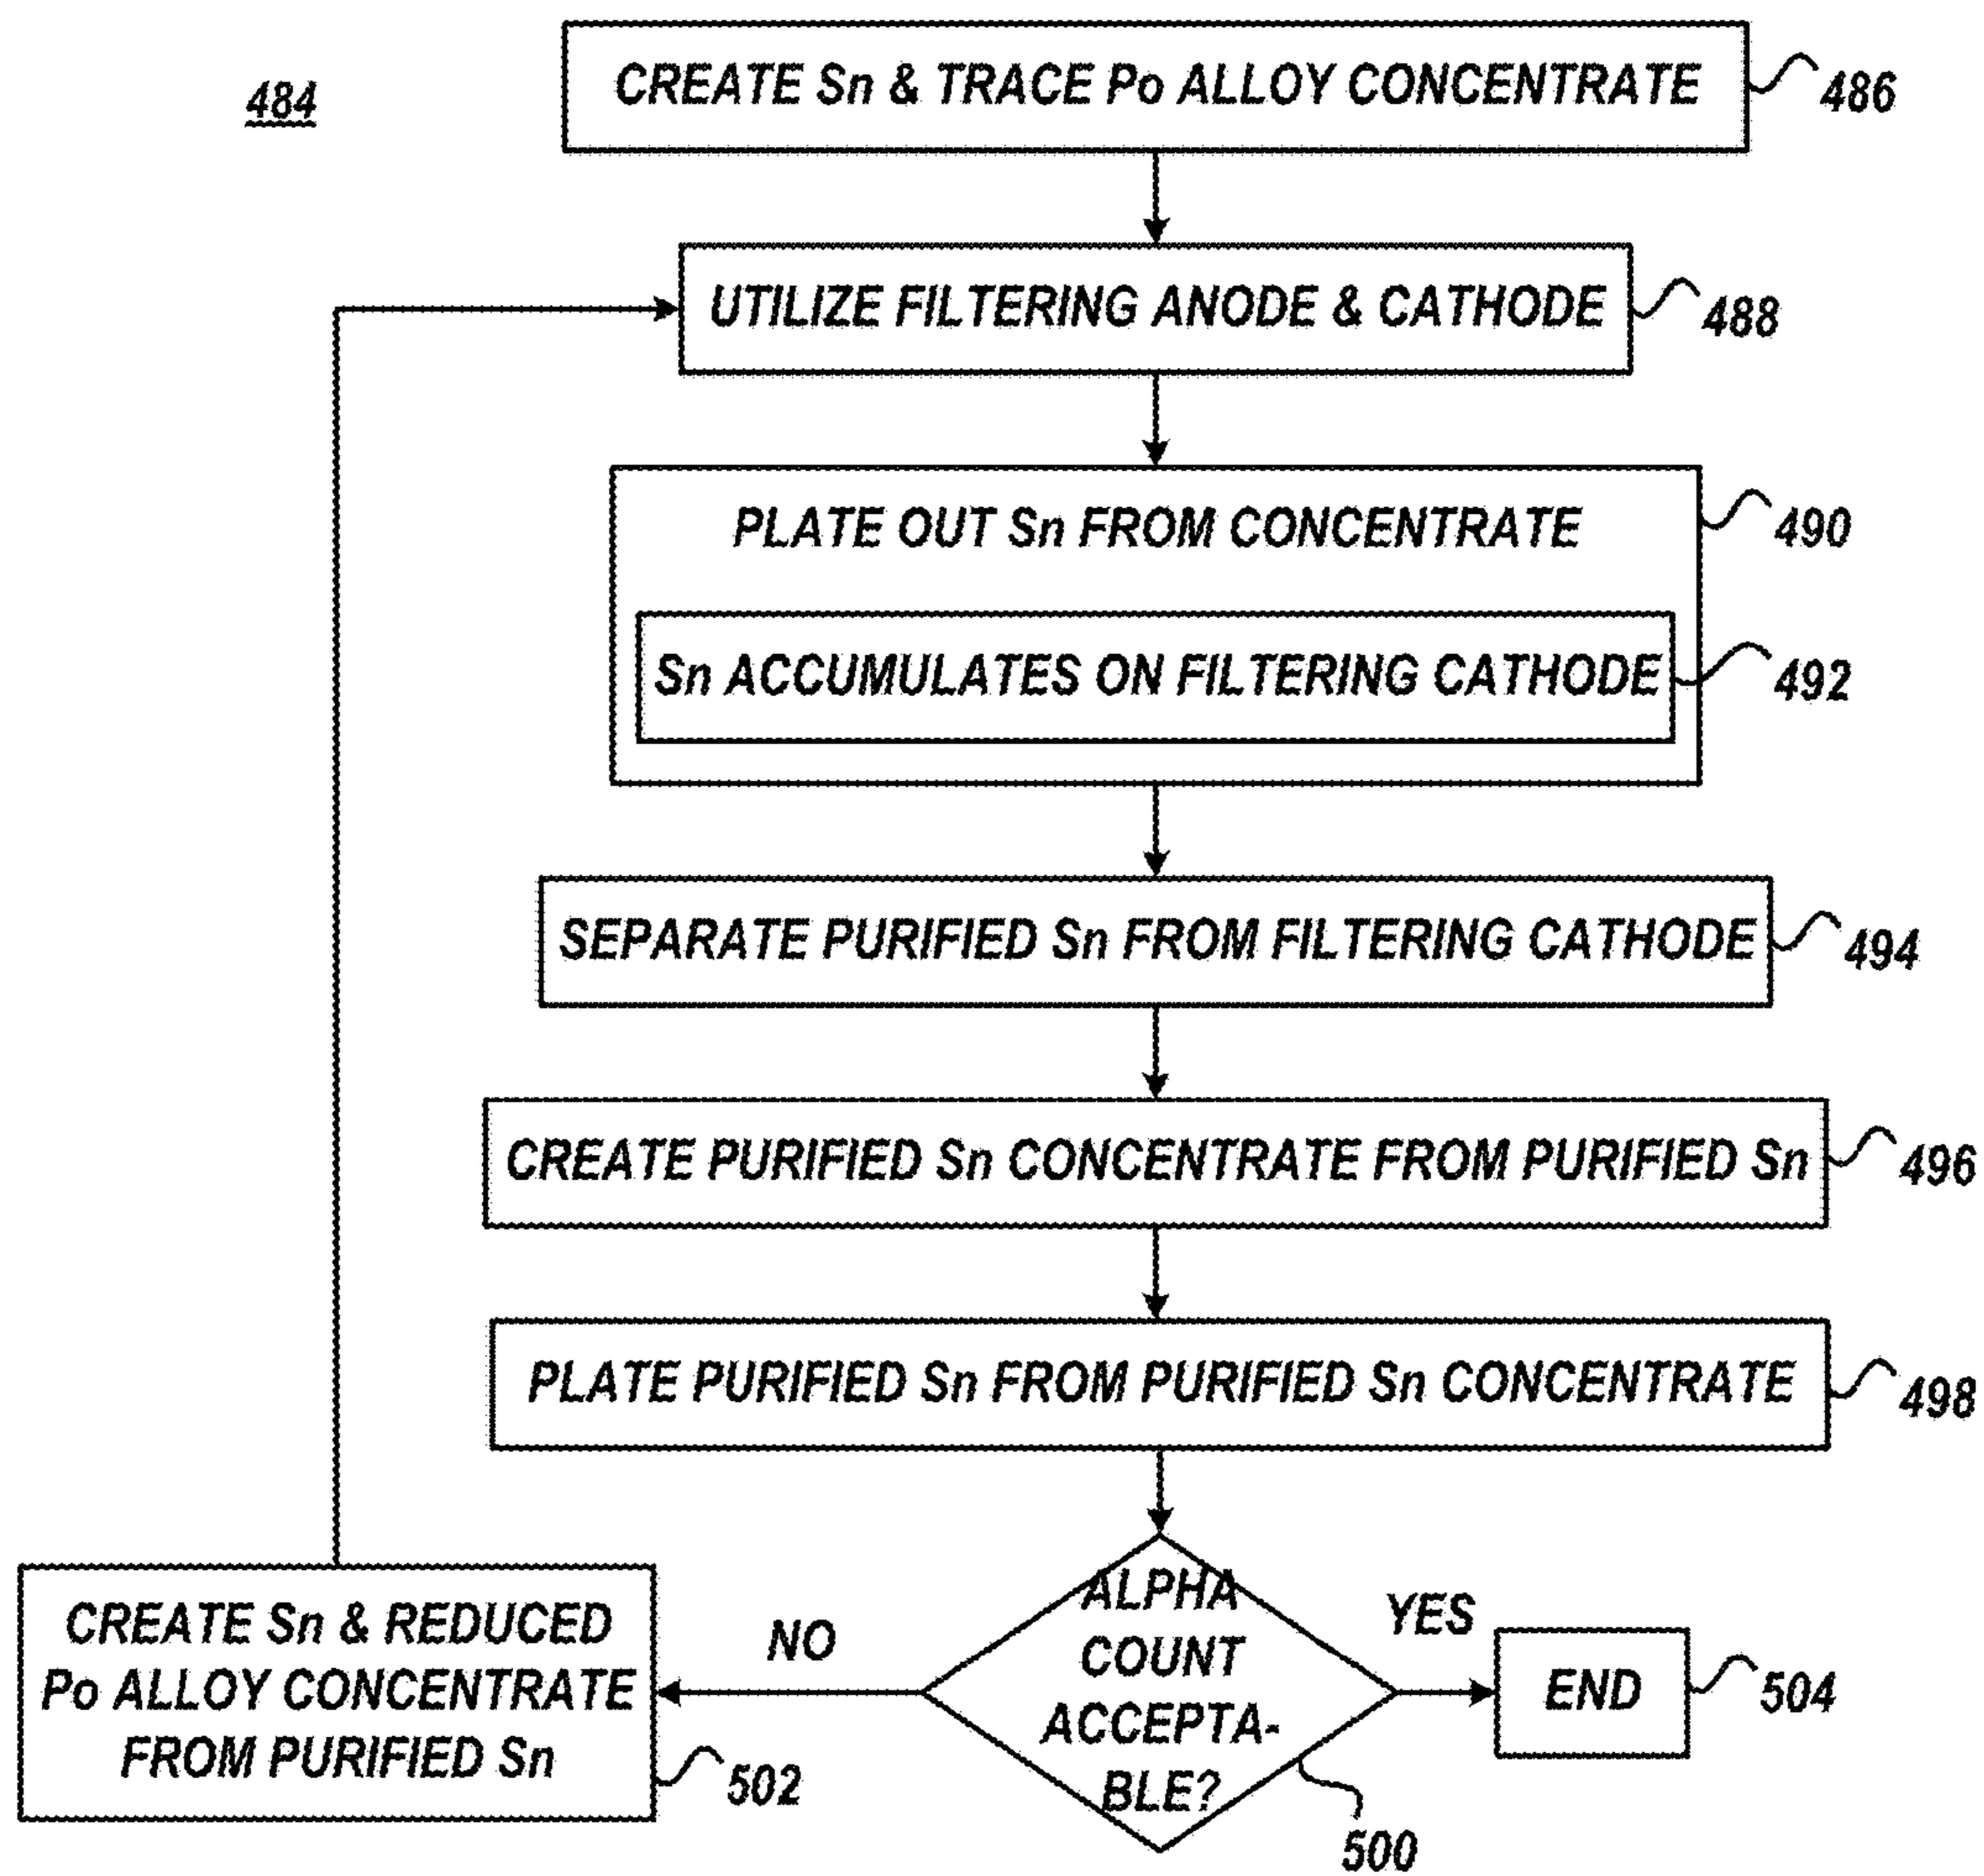 484
CREATE Sn & TRACE Po ALLOY CONCENTRATE
486
UTILIZE FILTERING ANODE & CATHODE
488
PLATE OUT Sn FROM CONCENTRATE
490
Sn ACCUMULATES ON FILTERING CATHODE
492
SEPARATE PURIFIED Sn FROM FILTERING CATHODE
494
CREATE PURIFIED Sn CONCENTRATE FROM PURIFIED Sn
496
PLATE PURIFIED Sn FROM PURIFIED Sn CONCENTRATE
498
ALPHA
COUNT
ACCEPTA-
BLE?
500
NO
CREATE Sn & REDUCED
Po ALLOY CONCENTRATE
FROM PURIFIED Sn
502
YES
END
504